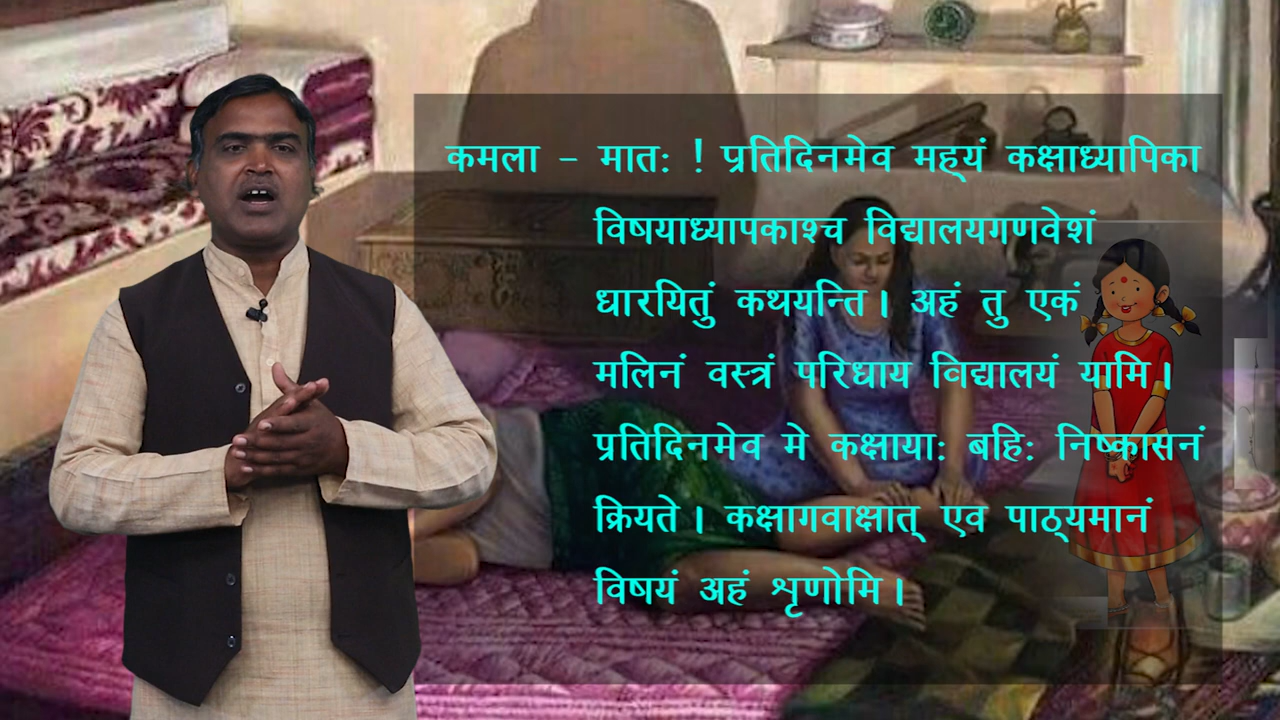 कमला - मातः ! प्रतिदिनमेव मह्यं कक्षाध्यापिका
विषयाध्यापकाश्च विद्यालयगणवेशं
धारयितुं कथयन्ति। अहं तु एकं
मलिनं वस्त्रं परिधाय विद्यालयं यामि।
प्रतिदिनमेव मे कक्षायाः बहिः निष्कासनं
क्रियते। कक्षागवाक्षात् एव पाठ्यमानं
विषयं अहं शृणोमि।